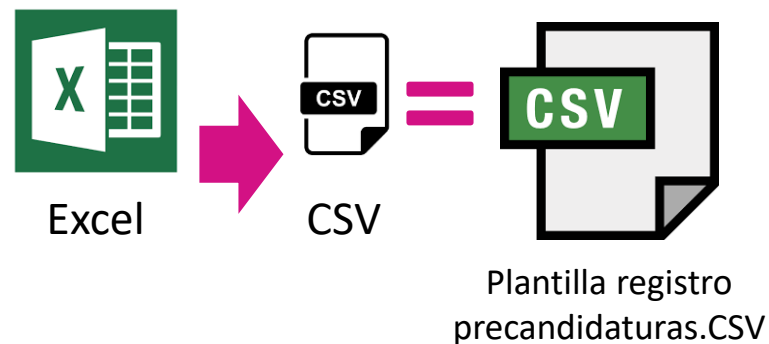 X
CSV
CSV
Excel
CSV
Plantilla registro
precandidaturas.CSV